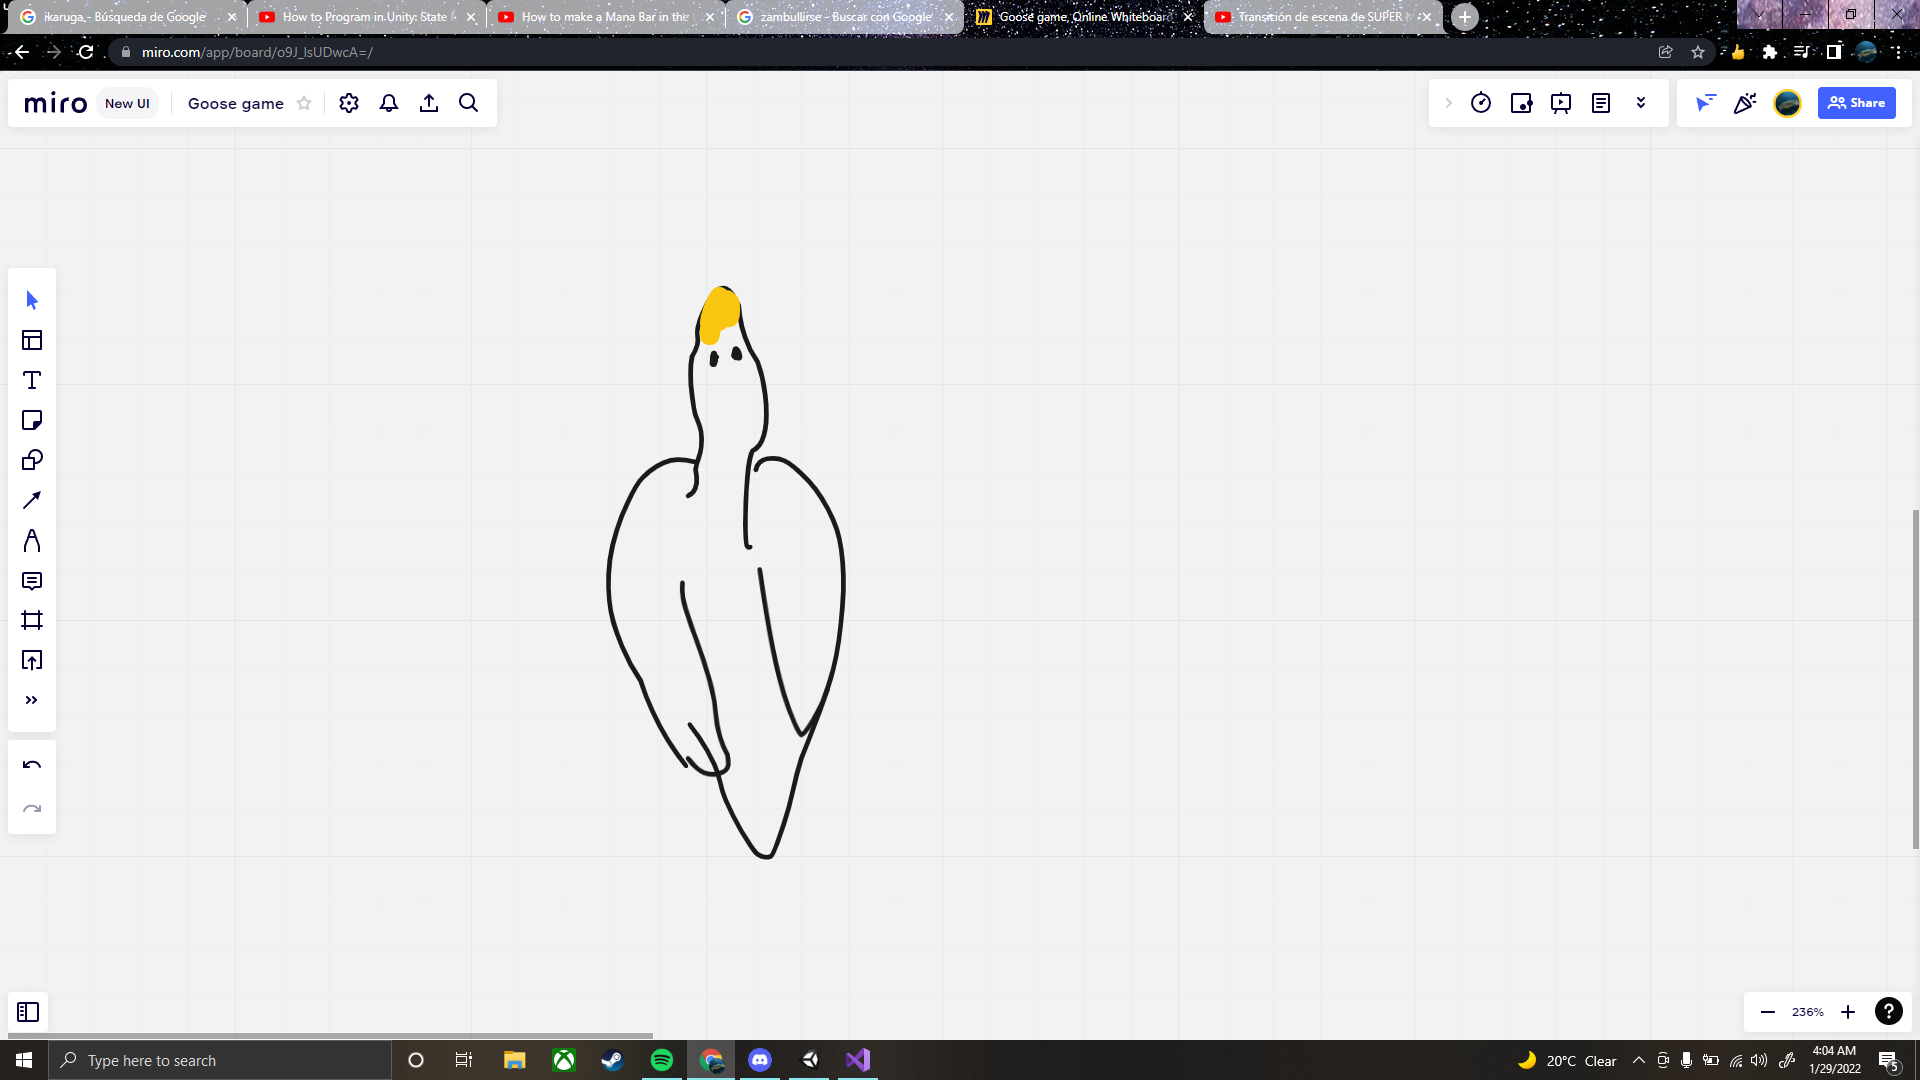 ikaruga - Búsqueda de Google
How to Program in Unity: State
How to make a Mana Bar in the
zambullirse - Buscar con Google
Goose game, Online Whiteboard
Transición de escena de SUPER
miro.com/app/board/o9J_lsUDwcA=/
miro
New UI
Goose game
Share
236%
Type here to search
20°C Clear
4:04 AM
1/29/2022
5